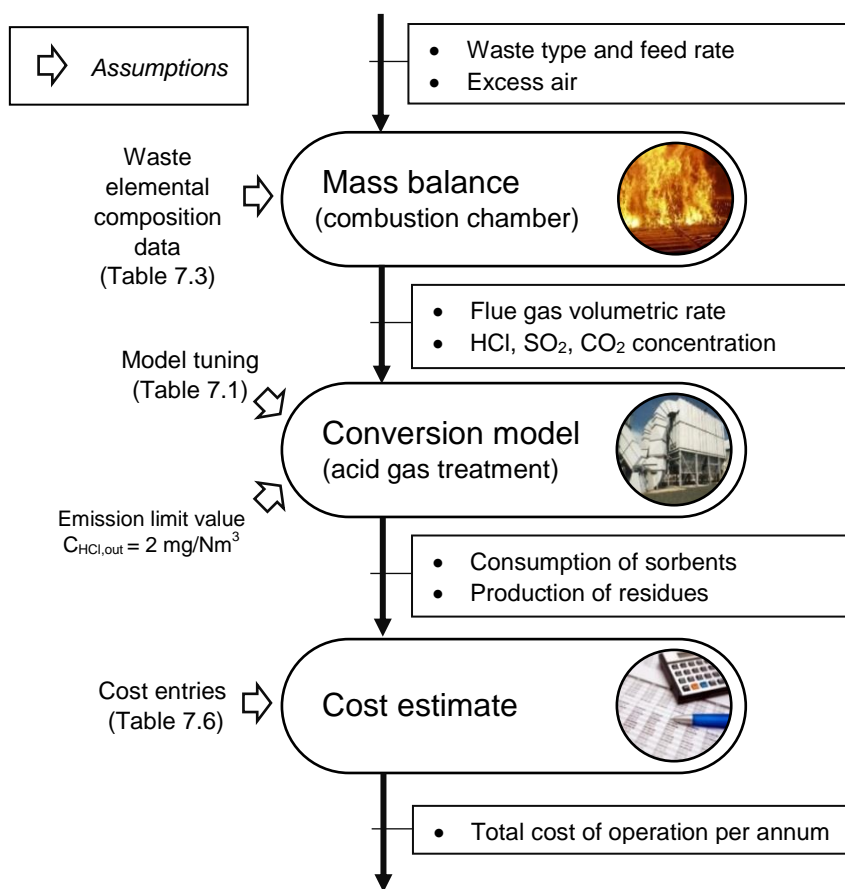 • Waste type and feed rate
• Excess air
Assumptions
Waste
elemental
composition
data
(Table 7.3)
Mass balance
(combustion chamber)
• Flue gas volumetric rate
• HCl, SO₂, CO₂ concentration
Model tuning
(Table 7.1)
Conversion model
(acid gas treatment)
Emission limit value
C_HCl,out = 2 mg/Nm³
• Consumption of sorbents
• Production of residues
Cost entries
(Table 7.6)
Cost estimate
• Total cost of operation per annum